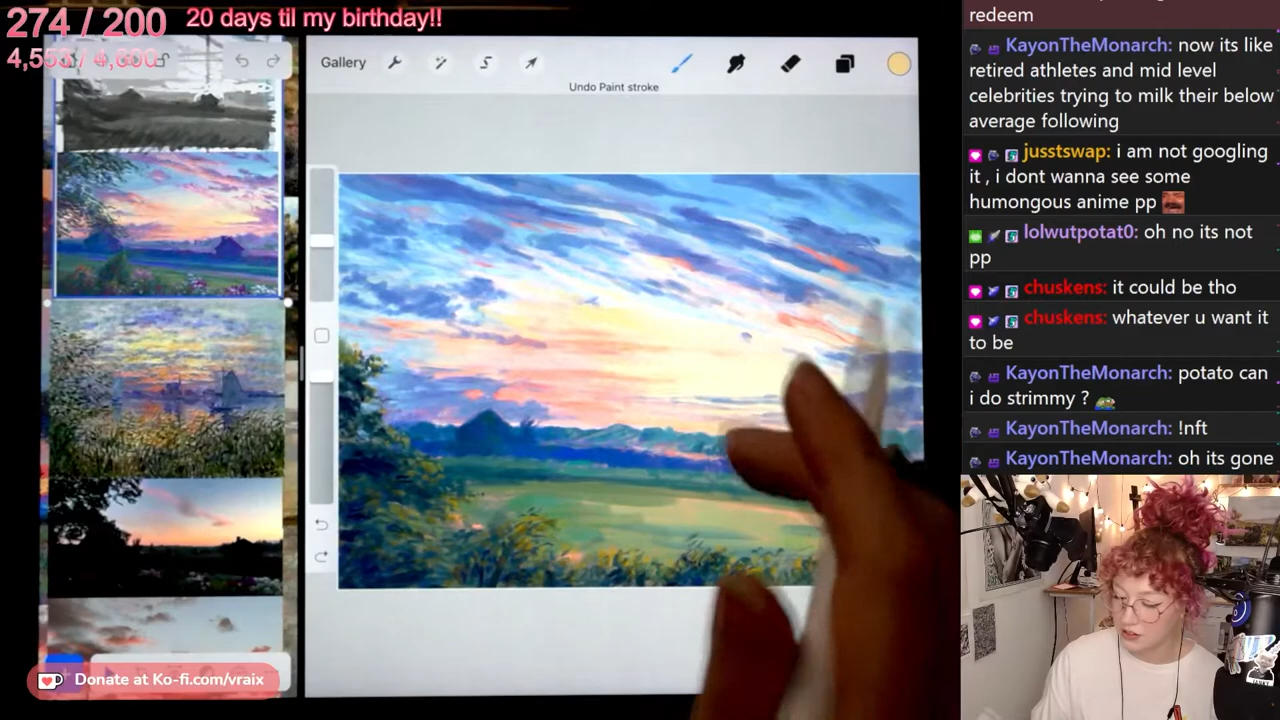 274 / 200
20 days til my birthday!!
Gallery
Undo Paint stroke
Donate at Ko-fi.com/vraix
redeem
KayonTheMonarch: now its like
retired athletes and mid level
celebrities trying to milk their below
average following
jusstswap: i am not googling
it , i dont wanna see some
humongous anime pp
lolwutpotat0: oh no its not
pp
chuskens: it could be tho
chuskens: whatever u want it
to be
KayonTheMonarch: potato can
i do strimmy ?
KayonTheMonarch: !nft
KayonTheMonarch: oh its gone